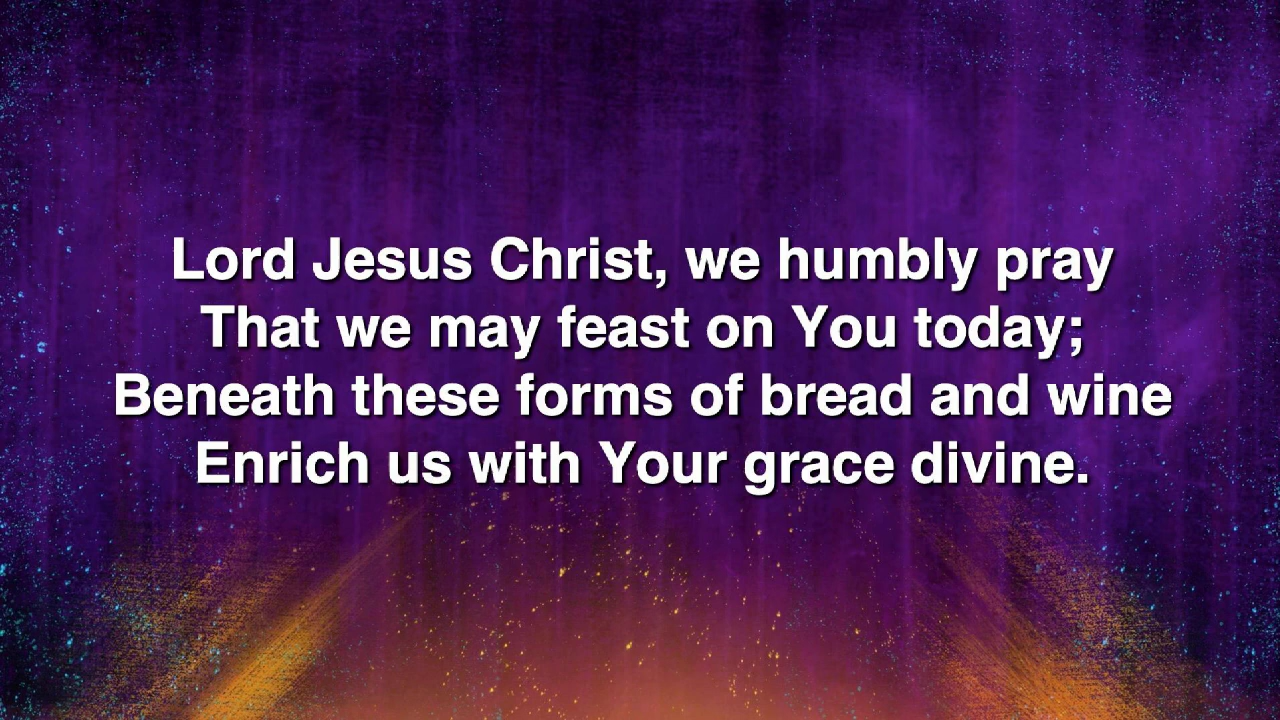 Lord Jesus Christ, we humbly pray
That we may feast on You today;
Beneath these forms of bread and wine
Enrich us with Your grace divine.